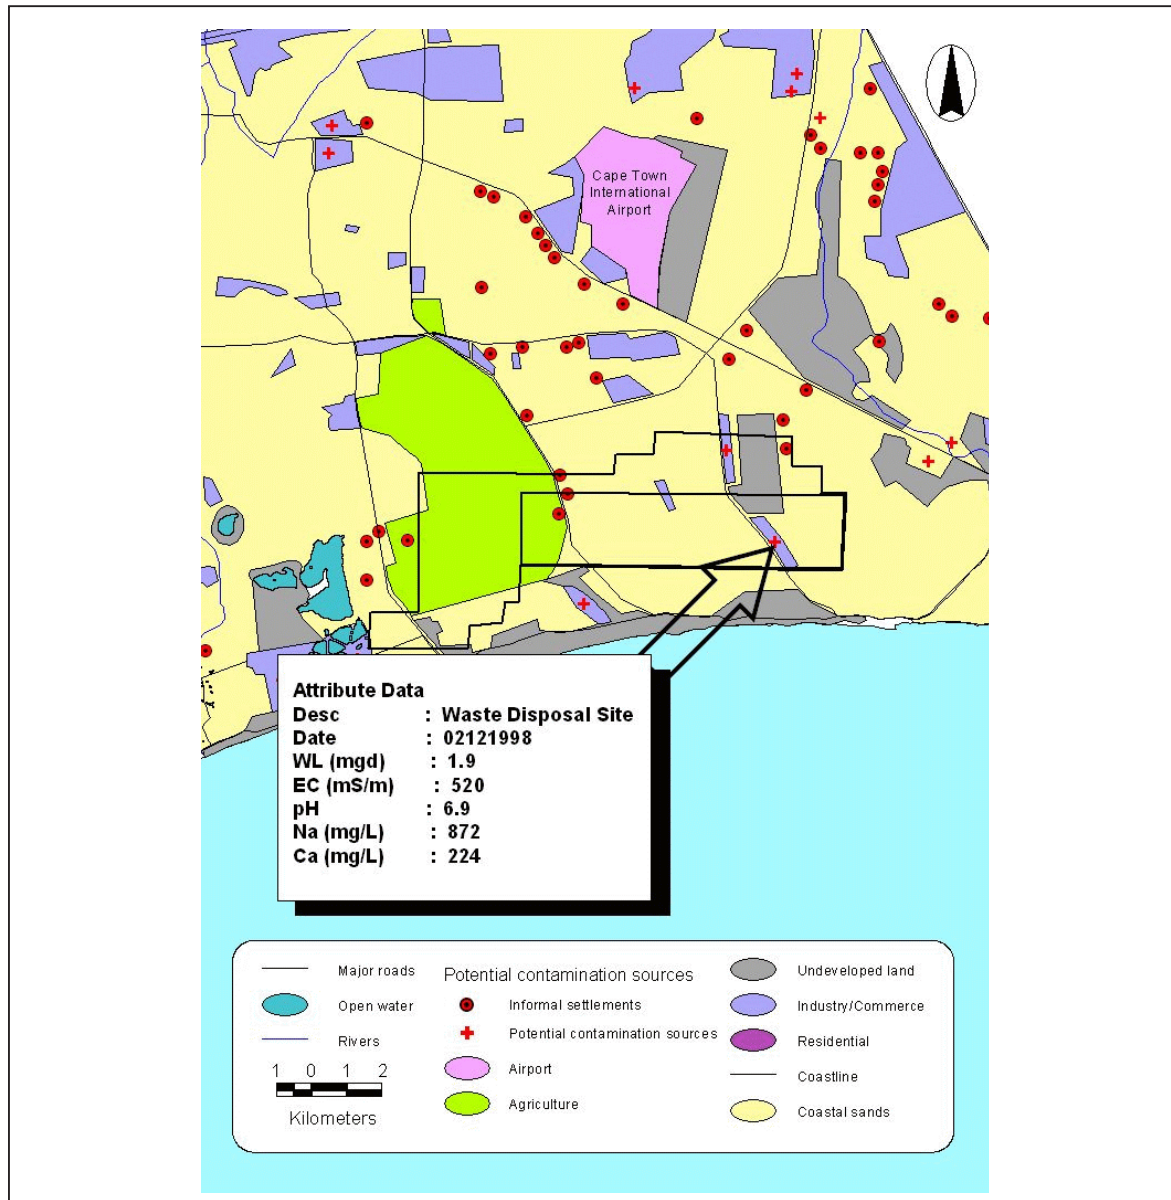 Cape Town
International
Airport
Attribute Data
Desc : Waste Disposal Site
Date : 02121998
WL (mgd) : 1.9
EC (mS/m) : 520
pH : 6.9
Na (mg/L) : 872
Ca (mg/L) : 224
Major roads
Open water
Rivers
1 0 1 2
Kilometers
Potential contamination sources
Informal settlements
Potential contamination sources
Airport
Agriculture
Undeveloped land
Industry/Commerce
Residential
Coastline
Coastal sands